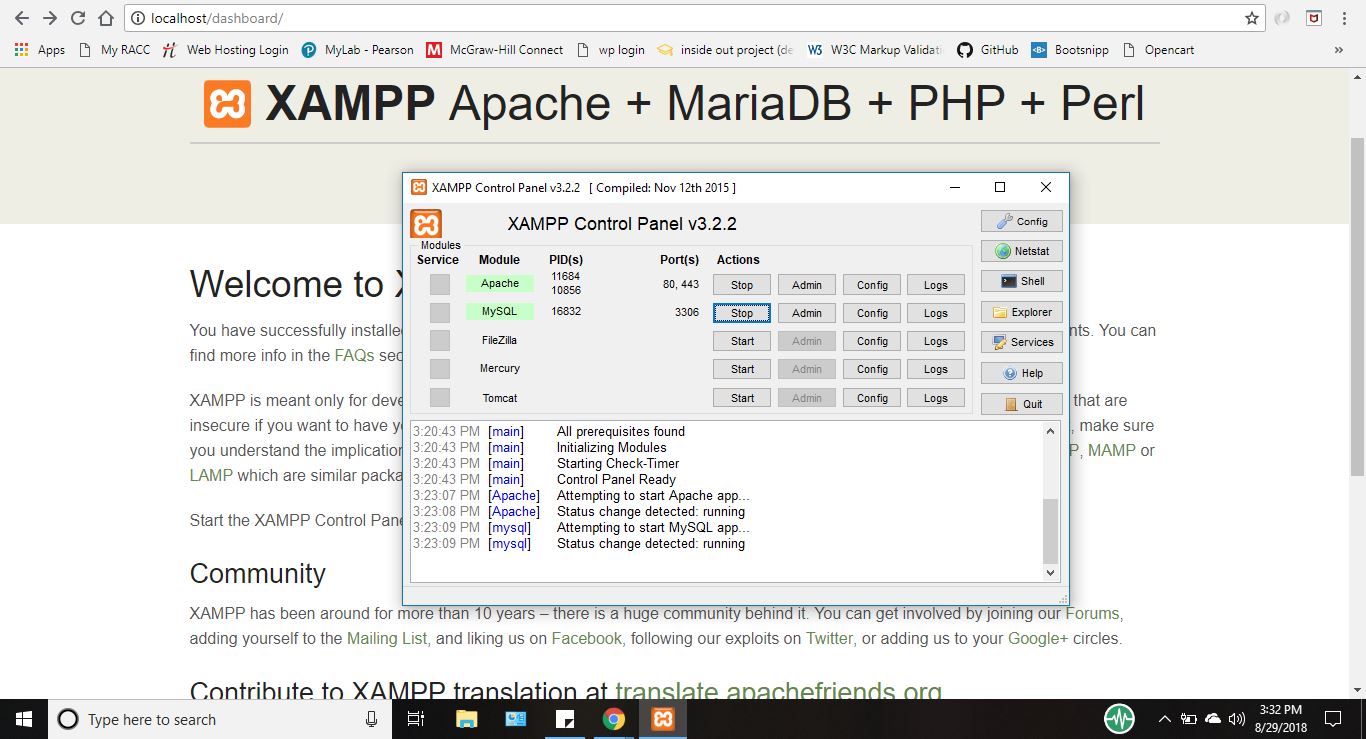 localhost/dashboard/
Apps My RACC Web Hosting Login MyLab - Pearson McGraw-Hill Connect wp login inside out project (de W3C Markup Validati GitHub Bootsnipp Opencart »
XAMPP Apache + MariaDB + PHP + Perl
XAMPP Control Panel v3.2.2 [ Compiled: Nov 12th 2015 ]
XAMPP Control Panel v3.2.2
Config
Modules
Service Module PID(s) Port(s) Actions
Netstat
Apache 11684 10856 80, 443 Stop Admin Config Logs
Shell
MySQL 16832 3306 Stop Admin Config Logs
Explorer
FileZilla Start Admin Config Logs
Services
Mercury Start Admin Config Logs
Help
Tomcat Start Admin Config Logs
Quit
3:20:43 PM [main] All prerequisites found
3:20:43 PM [main] Initializing Modules
3:20:43 PM [main] Starting Check-Timer
3:20:43 PM [main] Control Panel Ready
3:23:07 PM [Apache] Attempting to start Apache app...
3:23:08 PM [Apache] Status change detected: running
3:23:09 PM [mysql] Attempting to start MySQL app...
3:23:09 PM [mysql] Status change detected: running
Welcome to
You have successfully installe nts. You can
find more info in the FAQs sec
XAMPP is meant only for deve that are
insecure if you want to have y , make sure
you understand the implication P, MAMP or
LAMP which are similar packa
Start the XAMPP Control Pane
Community
XAMPP has been around for more than 10 years – there is a huge community behind it. You can get involved by joining our Forums,
adding yourself to the Mailing List, and liking us on Facebook, following our exploits on Twitter, or adding us to your Google+ circles.
Contribute to XAMPP translation at translate.apachefriends.org
Type here to search
3:32 PM
8/29/2018